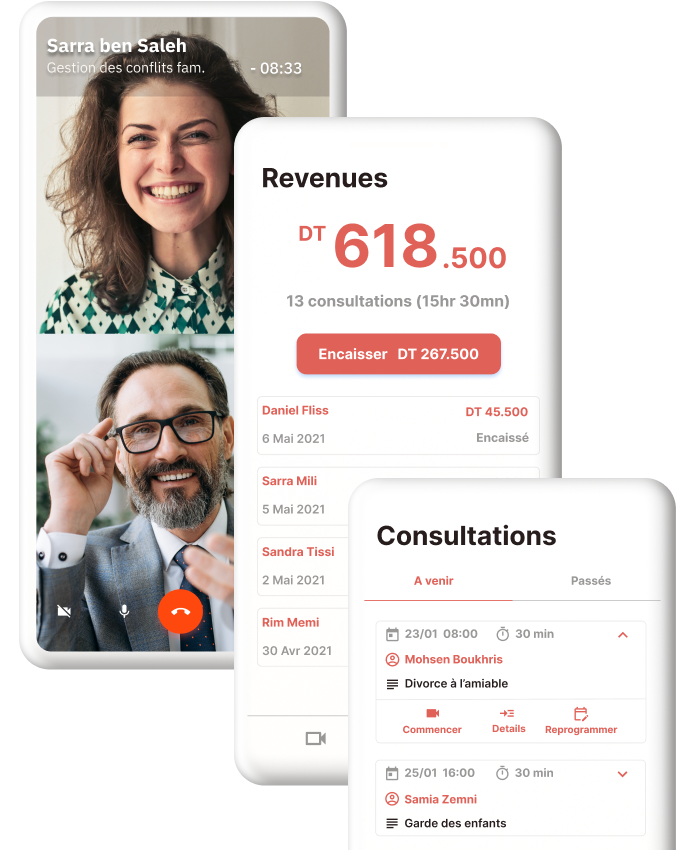 Sarra ben Saleh
Gestion des conflits fam. - 08:33
Revenues
DT 618.500
13 consultations (15hr 30mn)
Encaisser DT 267.500
Daniel Fliss DT 45.500
6 Mai 2021 Encaissé
Sarra Mili
5 Mai 2021
Sandra Tissi
2 Mai 2021
Rim Memi
30 Avr 2021
Consultations
A venir Passés
23/01 08:00 30 min
Mohsen Boukhris
Divorce à l’amiable
Commencer Details Reprogrammer
25/01 16:00 30 min
Samia Zemni
Garde des enfants